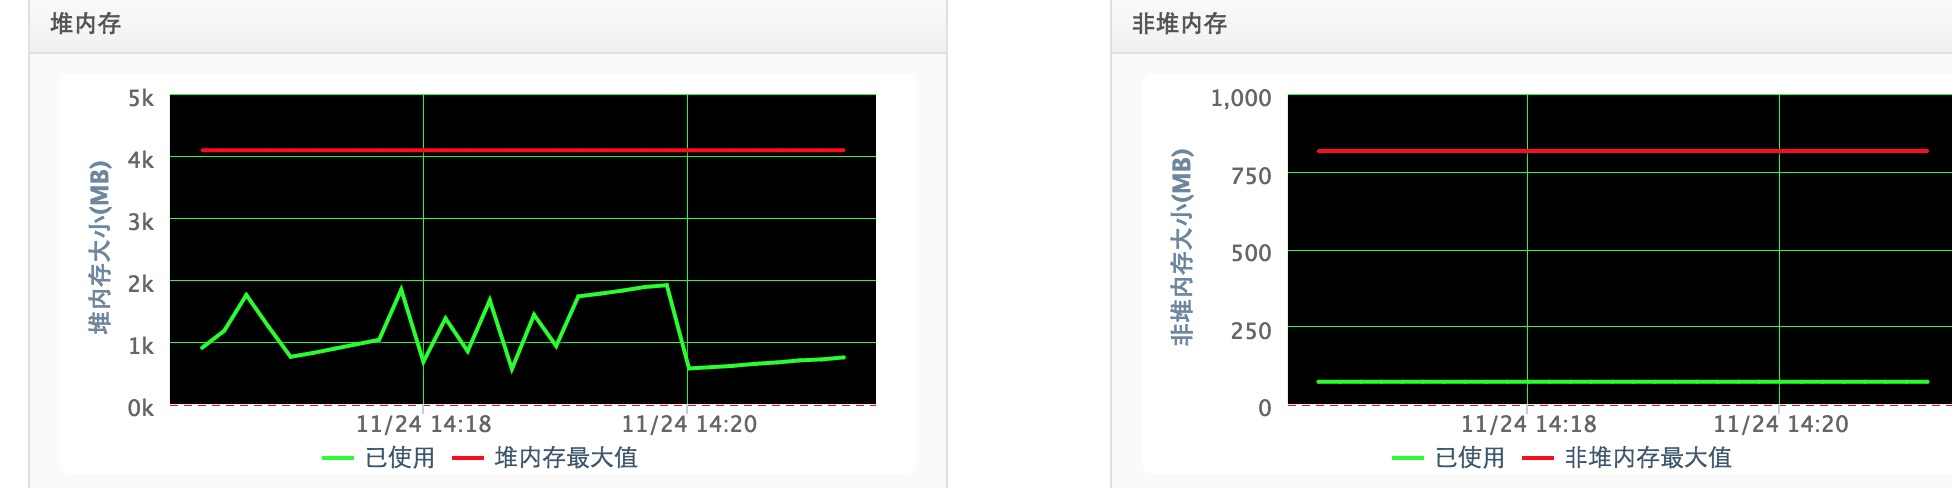 堆内存
5k
4k
3k
2k
1k
0k
堆内存大小(MB)
11/24 14:18
11/24 14:20
已使用
堆内存最大值
非堆内存
1,000
750
500
250
0
非堆内存大小(MB)
11/24 14:18
11/24 14:20
已使用
非堆内存最大值